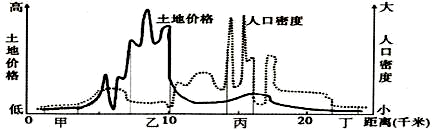 高
土地价格
低
土地价格
人口密度
大
人口密度
小
甲 乙 10 丙 20 丁 距离(千米)